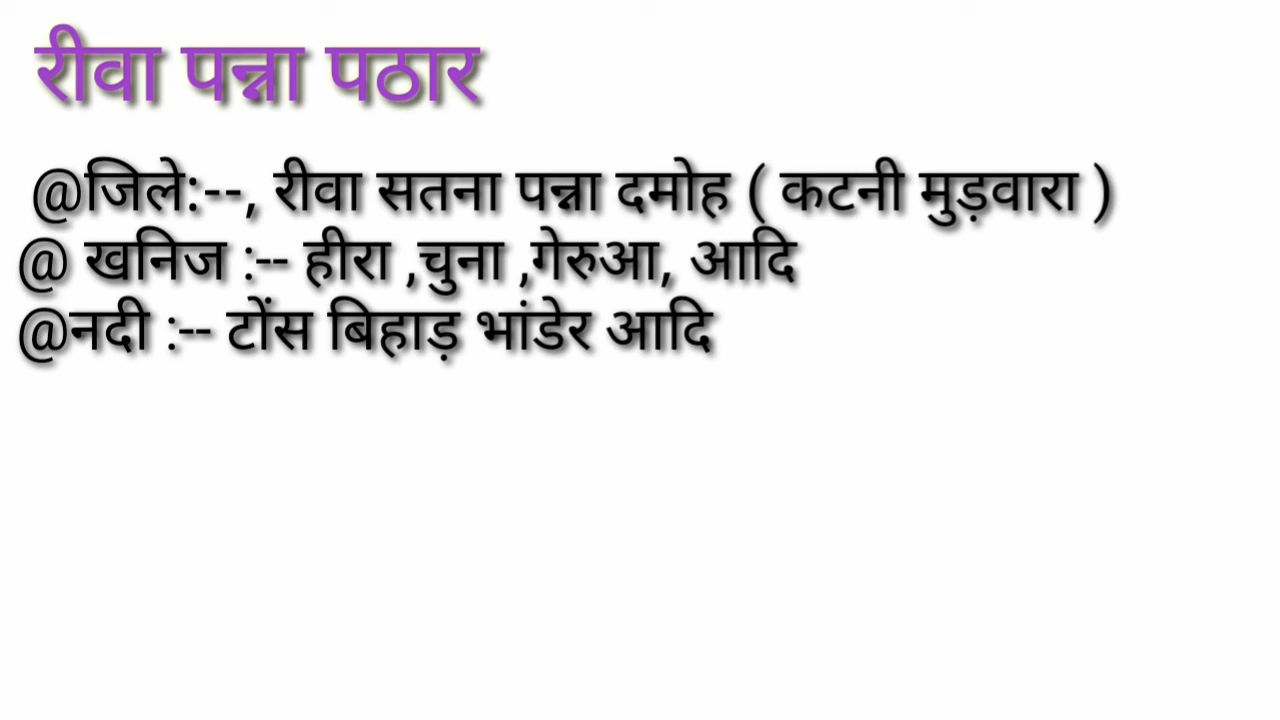 रीवा पन्ना पठार
@जिले:--, रीवा सतना पन्ना दमोह ( कटनी मुड़वारा )
@ खनिज :-- हीरा ,चुना ,गेरुआ, आदि
@नदी :-- टोंस बिहाड़ भांडेर आदि